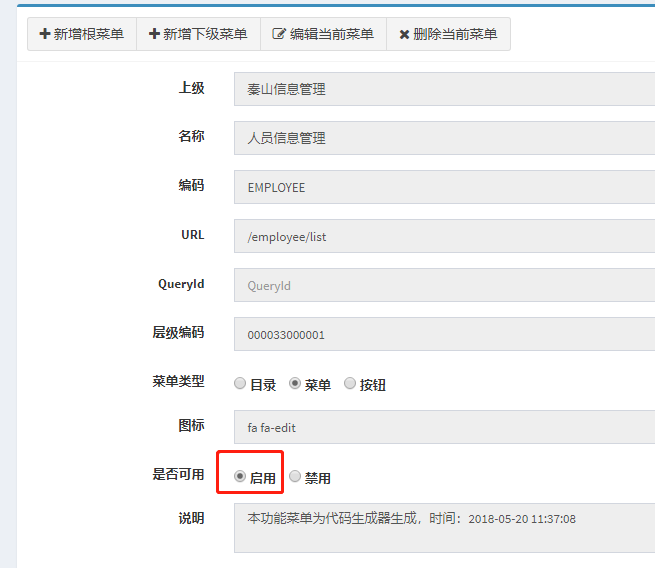 新增根菜单 新增下级菜单 编辑当前菜单 删除当前菜单
上级 秦山信息管理
名称 人员信息管理
编码 EMPLOYEE
URL /employee/list
QueryId QueryId
层级编码 000033000001
菜单类型 目录 菜单 按钮
图标 fa fa-edit
是否可用 启用 禁用
说明 本功能菜单为代码生成器生成，时间：2018-05-20 11:37:08